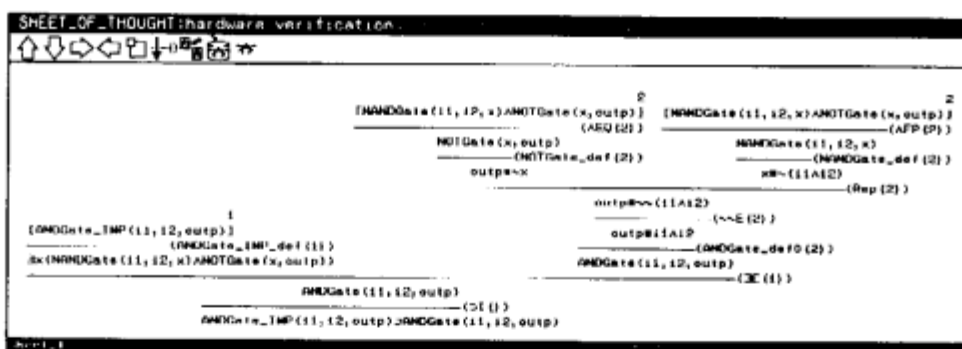 SHEET_OF_THOUGHT:hardware verification.
2 2
[NANDGate(i1,i2,x)∧NOTGate(x,outp)] [NANDGate(i1,i2,x)∧NOTGate(x,outp)]
(2)) (2))
NOTGate(x,outp) NANDGate(i1,i2,x)
(NOTGate_def(2)) (NANDGate_def(2))
outp≡~x x≡~(i1∧i2)
(Rep(2))
outp≡~~(i1∧i2)
1 (~~E(2))
[ANDGate_IMP(i1,i2,outp)] outp≡i1∧i2
(ANDGate_IMP_def(1)) (2))
∃x(NANDGate(i1,i2,x)∧NOTGate(x,outp)) ANDGate(i1,i2,outp)
(∃E(1))
ANDGate(i1,i2,outp)
(⊃I())
ANDGate_IMP(i1,i2,outp)⊃ANDGate(i1,i2,outp)